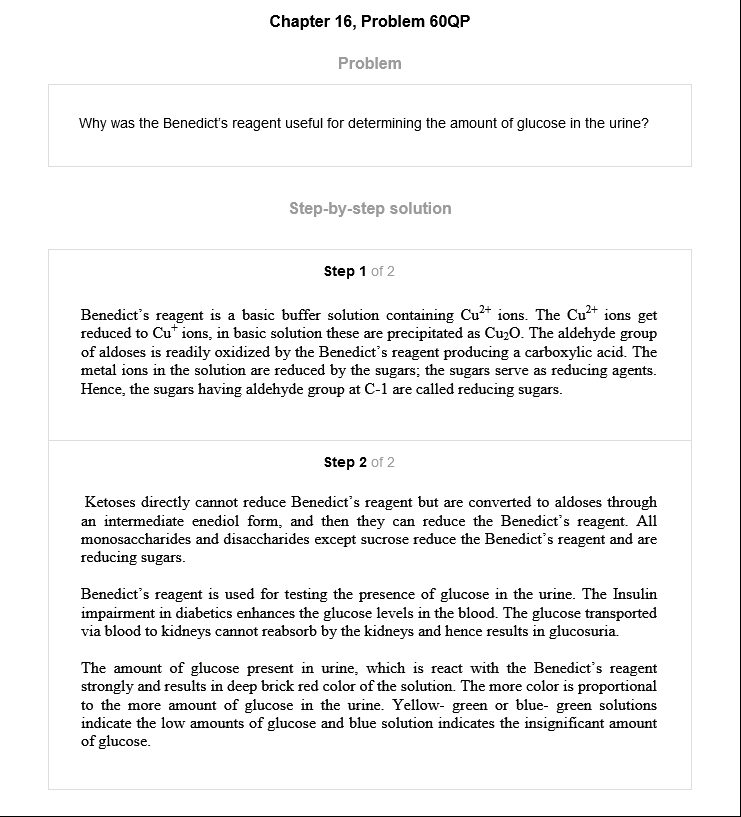 Chapter 16, Problem 60QP
Problem
Why was the Benedict's reagent useful for determining the amount of glucose in the urine?
Step-by-step solution
Step 1 of 2
Benedict's reagent is a basic buffer solution containing Cu²⁺ ions. The Cu²⁺ ions get
reduced to Cu⁺ ions, in basic solution these are precipitated as Cu₂O. The aldehyde group
of aldoses is readily oxidized by the Benedict's reagent producing a carboxylic acid. The
metal ions in the solution are reduced by the sugars; the sugars serve as reducing agents.
Hence, the sugars having aldehyde group at C-1 are called reducing sugars.
Step 2 of 2
Ketoses directly cannot reduce Benedict's reagent but are converted to aldoses through
an intermediate enediol form, and then they can reduce the Benedict's reagent. All
monosaccharides and disaccharides except sucrose reduce the Benedict's reagent and are
reducing sugars.
Benedict's reagent is used for testing the presence of glucose in the urine. The Insulin
impairment in diabetics enhances the glucose levels in the blood. The glucose transported
via blood to kidneys cannot reabsorb by the kidneys and hence results in glucosuria.
The amount of glucose present in urine, which is react with the Benedict's reagent
strongly and results in deep brick red color of the solution. The more color is proportional
to the more amount of glucose in the urine. Yellow- green or blue- green solutions
indicate the low amounts of glucose and blue solution indicates the insignificant amount
of glucose.